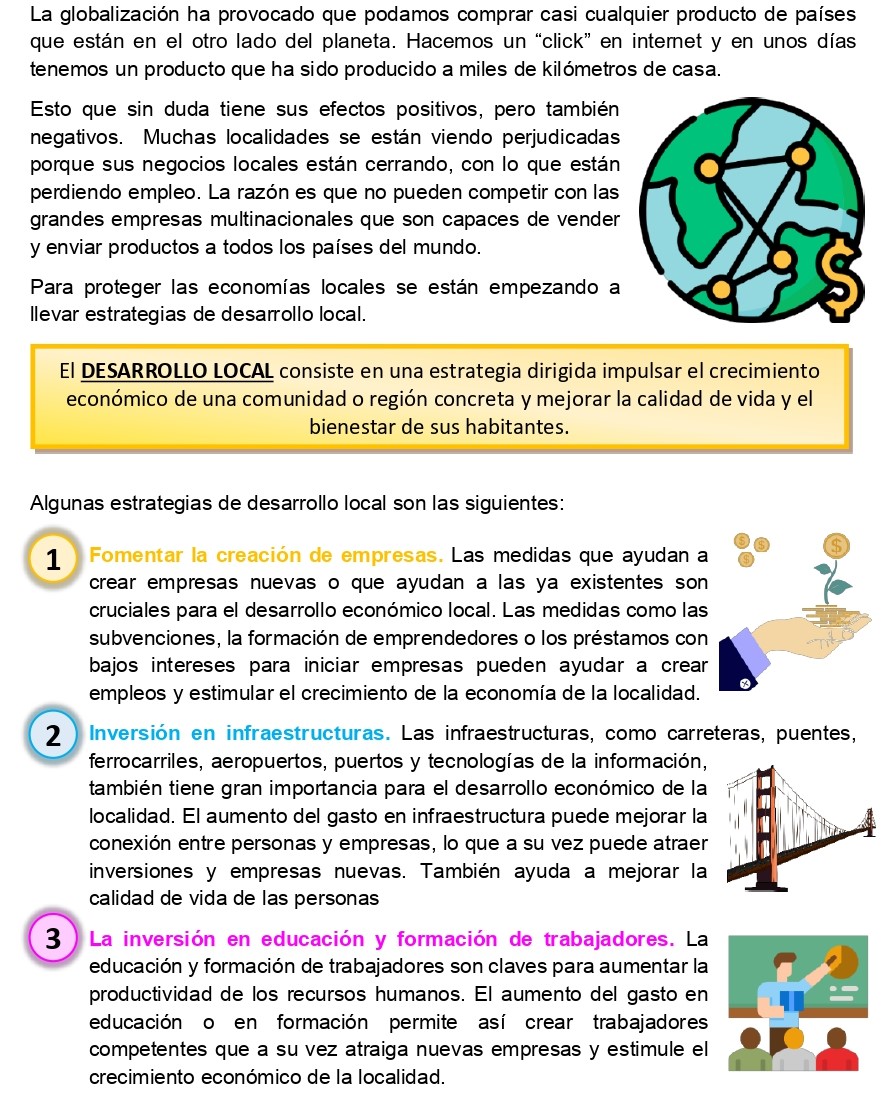 La globalización ha provocado que podamos comprar casi cualquier producto de países
que están en el otro lado del planeta. Hacemos un “click” en internet y en unos días
tenemos un producto que ha sido producido a miles de kilómetros de casa.
Esto que sin duda tiene sus efectos positivos, pero también
negativos. Muchas localidades se están viendo perjudicadas
porque sus negocios locales están cerrando, con lo que están
perdiendo empleo. La razón es que no pueden competir con las
grandes empresas multinacionales que son capaces de vender
y enviar productos a todos los países del mundo.
Para proteger las economías locales se están empezando a
llevar estrategias de desarrollo local.
$
El DESARROLLO LOCAL consiste en una estrategia dirigida impulsar el crecimiento
económico de una comunidad o región concreta y mejorar la calidad de vida y el
bienestar de sus habitantes.
Algunas estrategias de desarrollo local son las siguientes:
1 Fomentar la creación de empresas. Las medidas que ayudan a
crear empresas nuevas o que ayudan a las ya existentes son
cruciales para el desarrollo económico local. Las medidas como las
subvenciones, la formación de emprendedores o los préstamos con
bajos intereses para iniciar empresas pueden ayudar a crear
empleos y estimular el crecimiento de la economía de la localidad.
2 Inversión en infraestructuras. Las infraestructuras, como carreteras, puentes,
ferrocarriles, aeropuertos, puertos y tecnologías de la información,
también tiene gran importancia para el desarrollo económico de la
localidad. El aumento del gasto en infraestructura puede mejorar la
conexión entre personas y empresas, lo que a su vez puede atraer
inversiones y empresas nuevas. También ayuda a mejorar la
calidad de vida de las personas
3 La inversión en educación y formación de trabajadores. La
educación y formación de trabajadores son claves para aumentar la
productividad de los recursos humanos. El aumento del gasto en
educación o en formación permite así crear trabajadores
competentes que a su vez atraiga nuevas empresas y estimule el
crecimiento económico de la localidad.